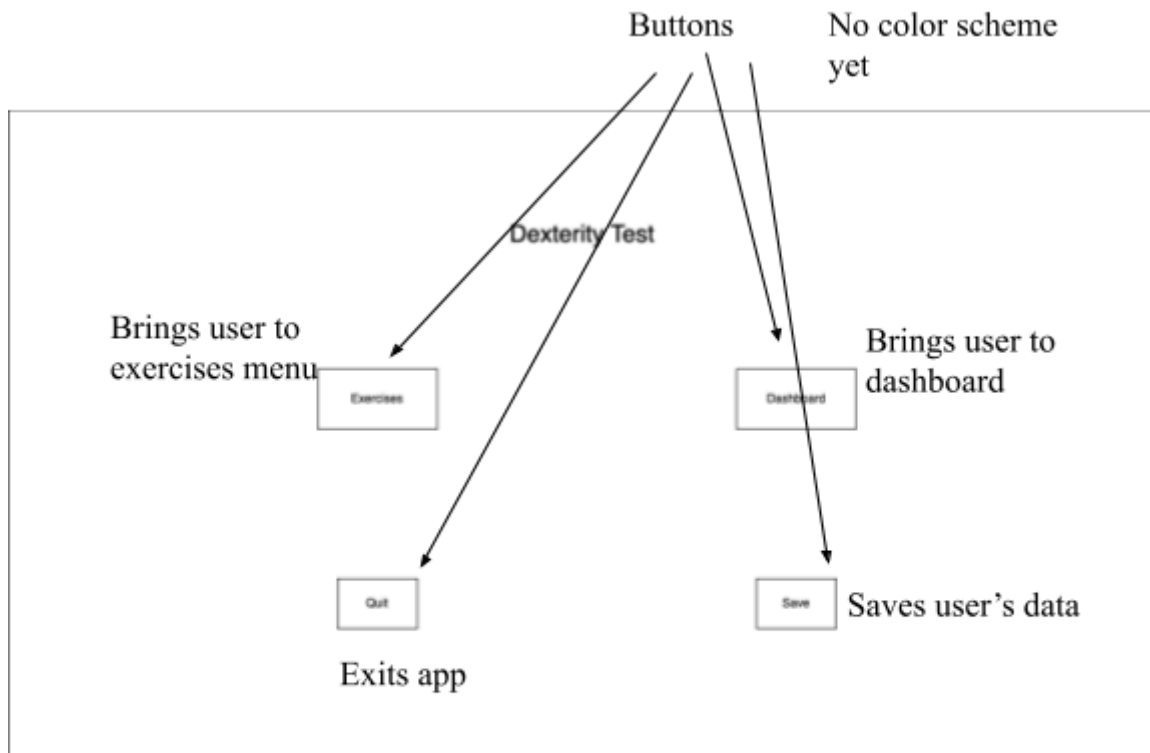 Buttons
No color scheme
yet
Dexterity Test
Brings user to
exercises menu
Exercises
Dashboard
Brings user to
dashboard
Quit
Exits app
Save
Saves user’s data